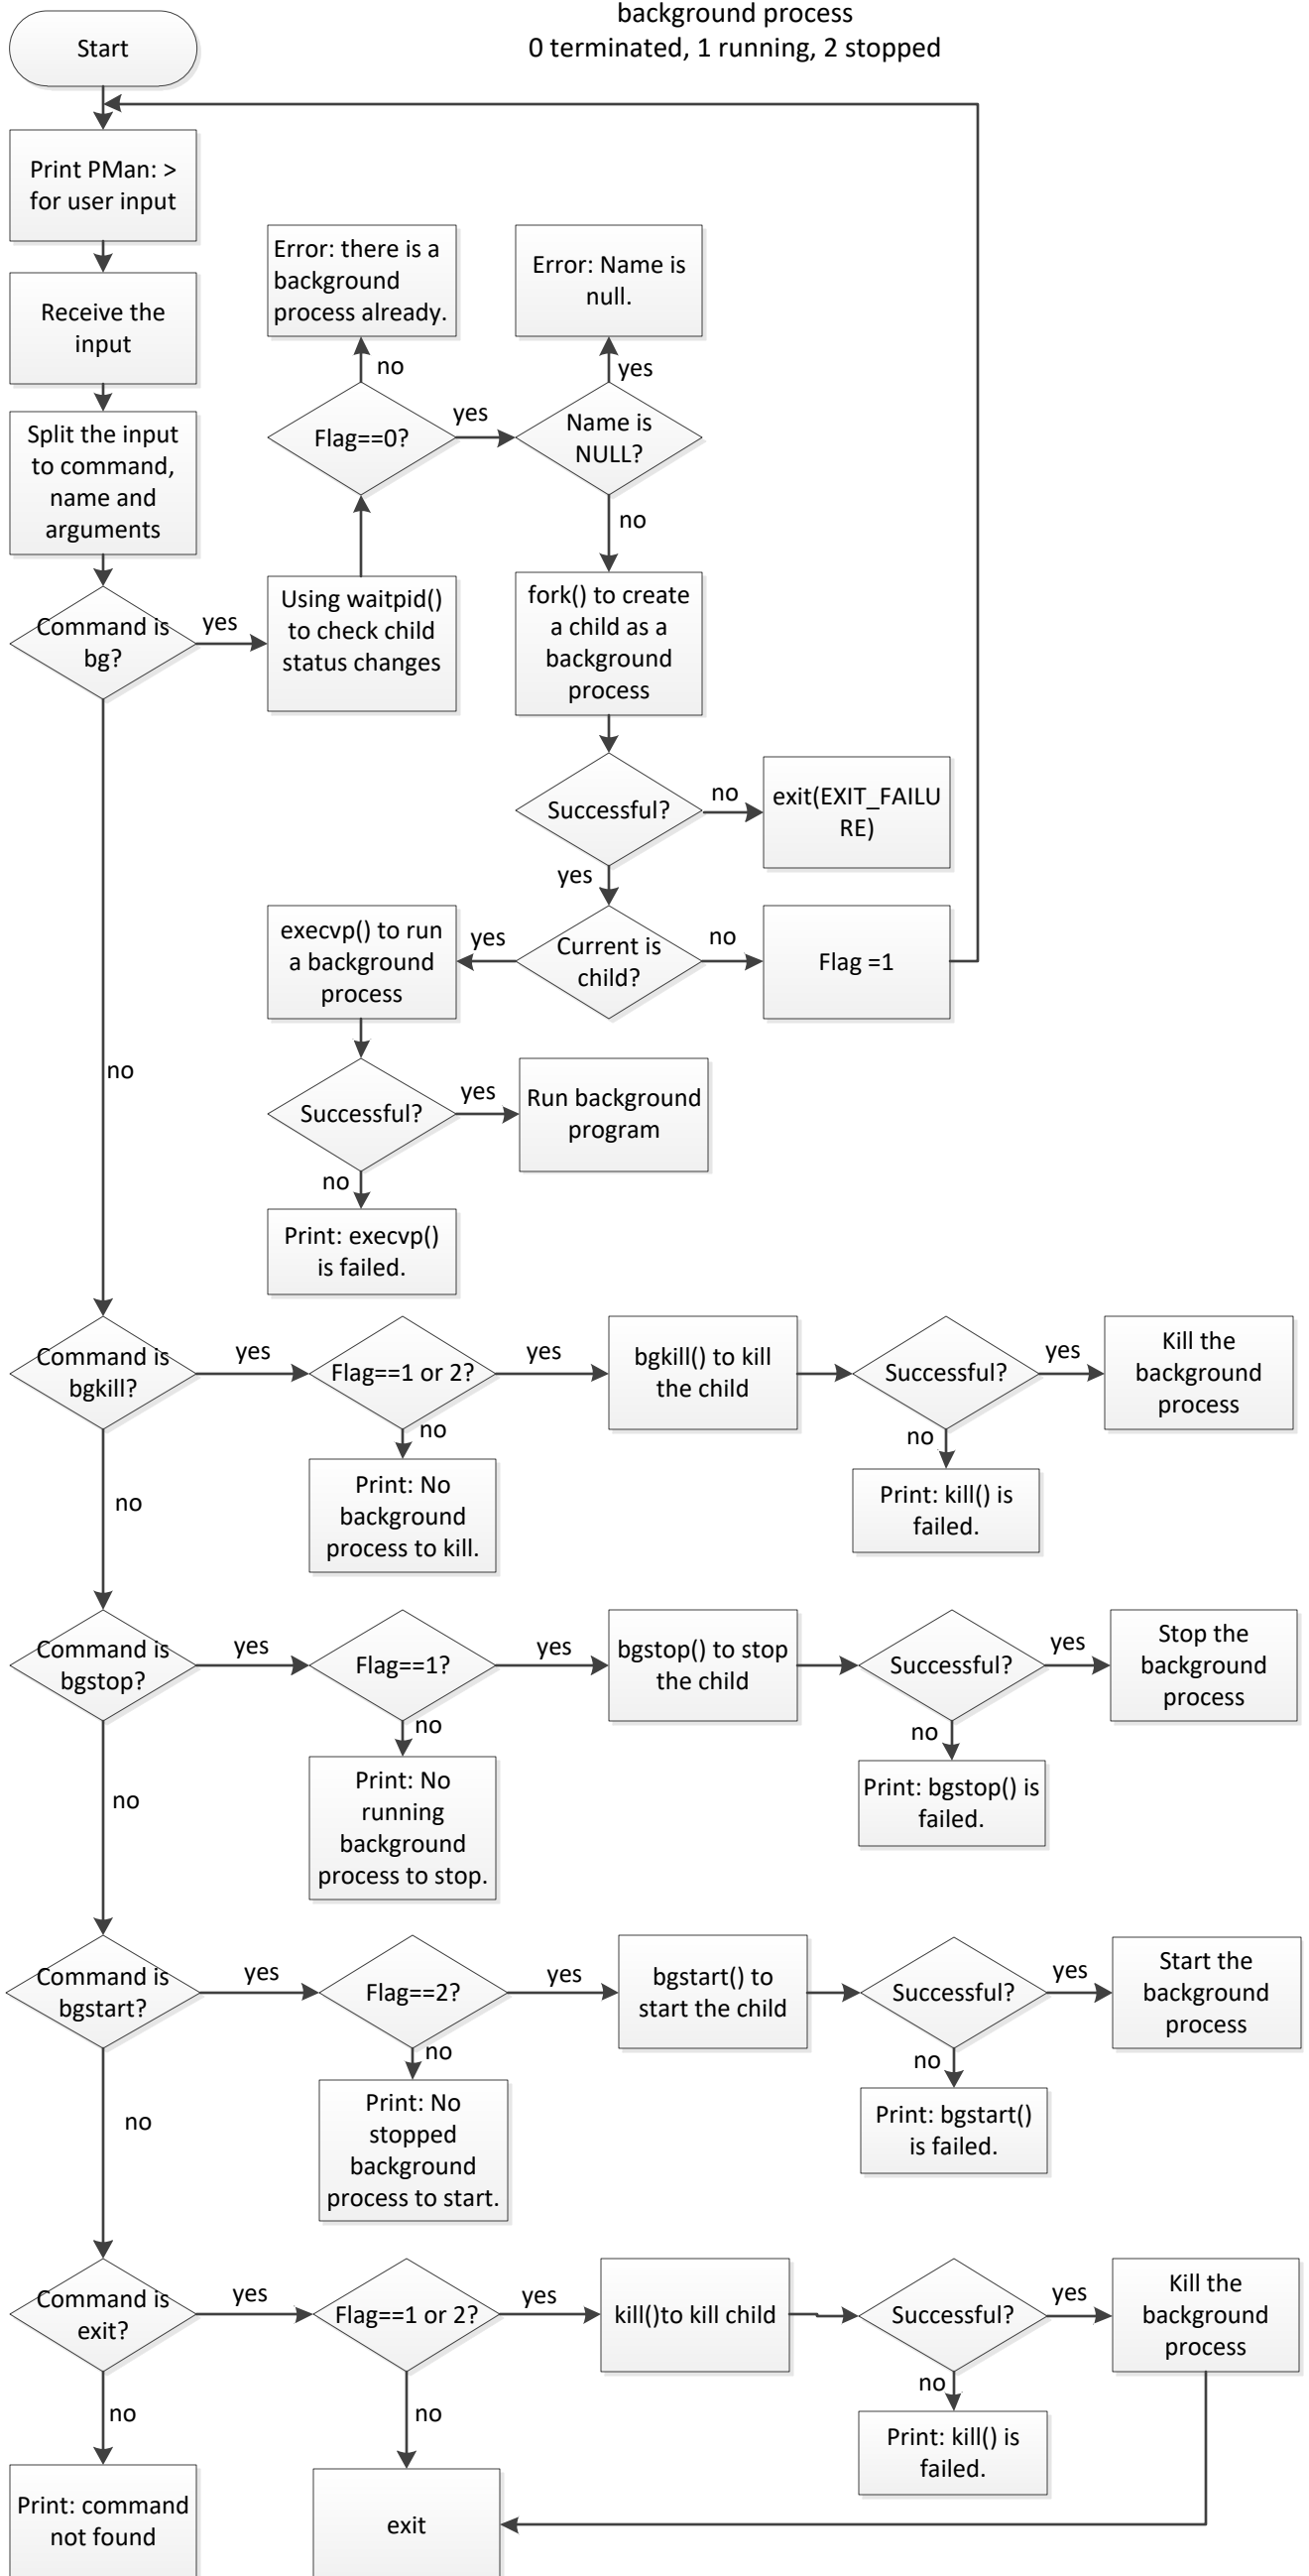 background process
0 terminated, 1 running, 2 stopped
Start
Print PMan: >
for user input
Receive the
input
Split the input
to command,
name and
arguments
Command is
bg?
yes
Using waitpid()
to check child
status changes
Flag==0?
no
Error: there is a
background
process already.
yes
Name is
NULL?
yes
Error: Name is
null.
no
fork() to create
a child as a
background
process
Successful?
no
exit(EXIT_FAILU
RE)
yes
Current is
child?
no
Flag =1
yes
execvp() to run
a background
process
Successful?
yes
Run background
program
no
Print: execvp()
is failed.
no
Command is
bgkill?
yes
Flag==1 or 2?
yes
bgkill() to kill
the child
Successful?
yes
Kill the
background
process
no
Print: No
background
process to kill.
no
Print: kill() is
failed.
no
Command is
bgstop?
yes
Flag==1?
yes
bgstop() to stop
the child
Successful?
yes
Stop the
background
process
no
Print: No
running
background
process to stop.
no
Print: bgstop() is
failed.
no
Command is
bgstart?
yes
Flag==2?
yes
bgstart() to
start the child
Successful?
yes
Start the
background
process
no
Print: No
stopped
background
process to start.
no
Print: bgstart()
is failed.
no
Command is
exit?
yes
Flag==1 or 2?
yes
kill()to kill child
Successful?
yes
Kill the
background
process
no
Print: kill() is
failed.
no
exit
no
Print: command
not found